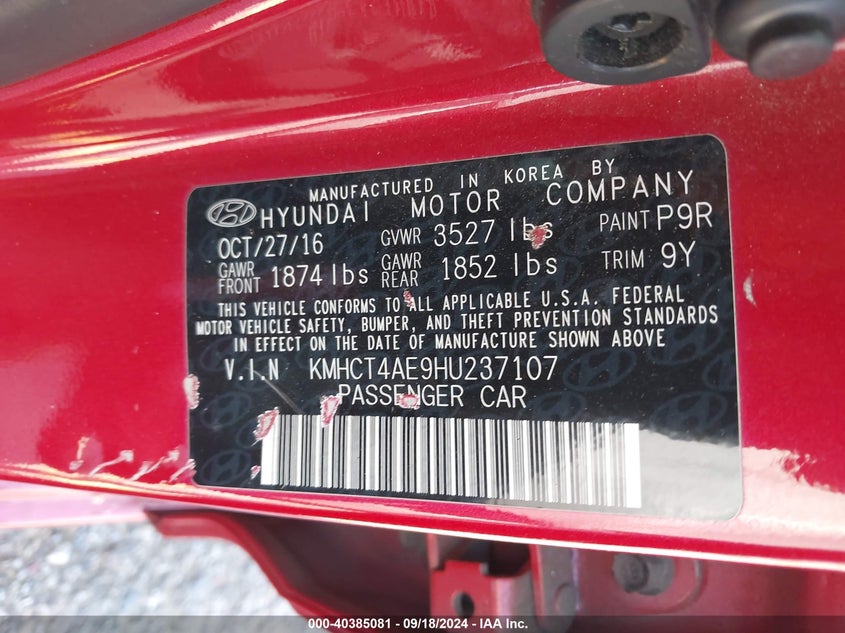 MANUFACTURED IN KOREA BY
HYUNDAI MOTOR COMPANY
OCT/27/16 GVWR 3527 lbs PAINT P9R
GAWR FRONT 1874 lbs GAWR REAR 1852 lbs TRIM 9Y
THIS VEHICLE CONFORMS TO ALL APPLICABLE U.S.A. FEDERAL
MOTOR VEHICLE SAFETY, BUMPER, AND THEFT PREVENTION STANDARDS
IN EFFECT ON THE DATE OF MANUFACTURE SHOWN ABOVE
V.I.N KMHCT4AE9HU237107
PASSENGER CAR
000-40385081 - 09/18/2024 - IAA Inc.